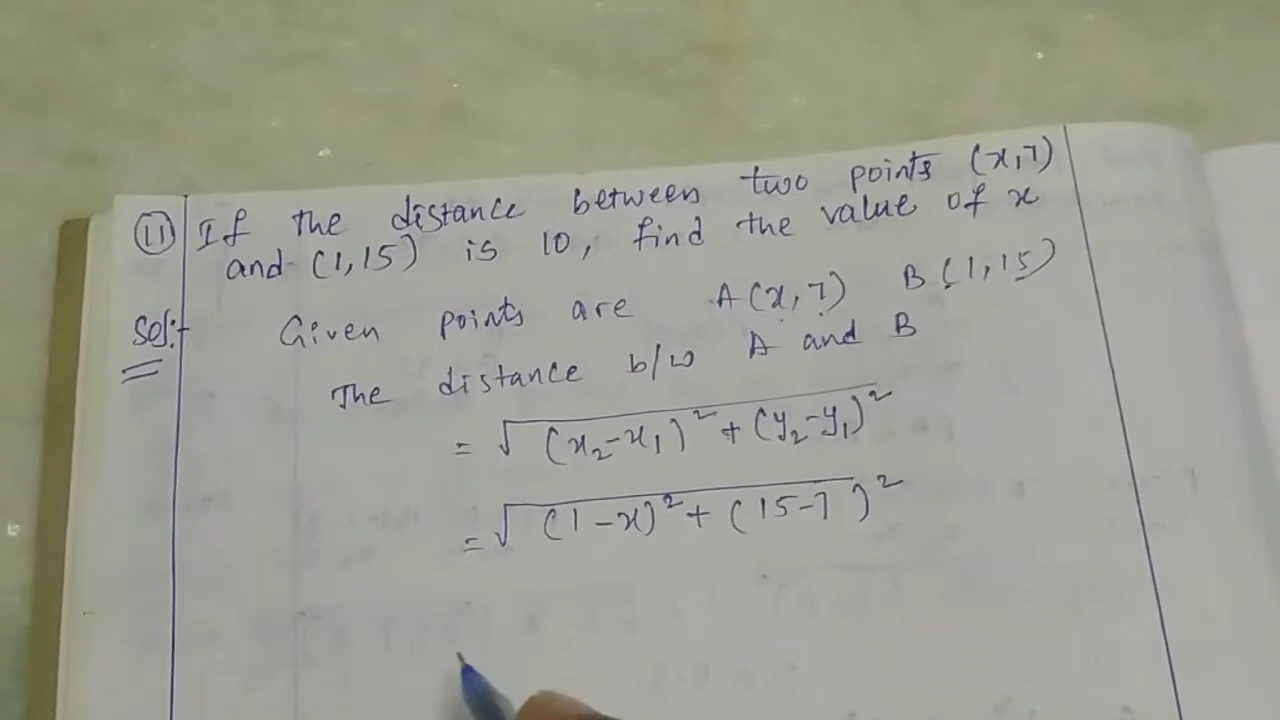 11 If the distance between two points (x,7)
and (1,15) is 10, find the value of x
Sol:- Given points are A(x,7) B(1,15)
The distance b/w A and B
= √(x₂-x₁)² + (y₂-y₁)²
= √(1-x)² + (15-7)²